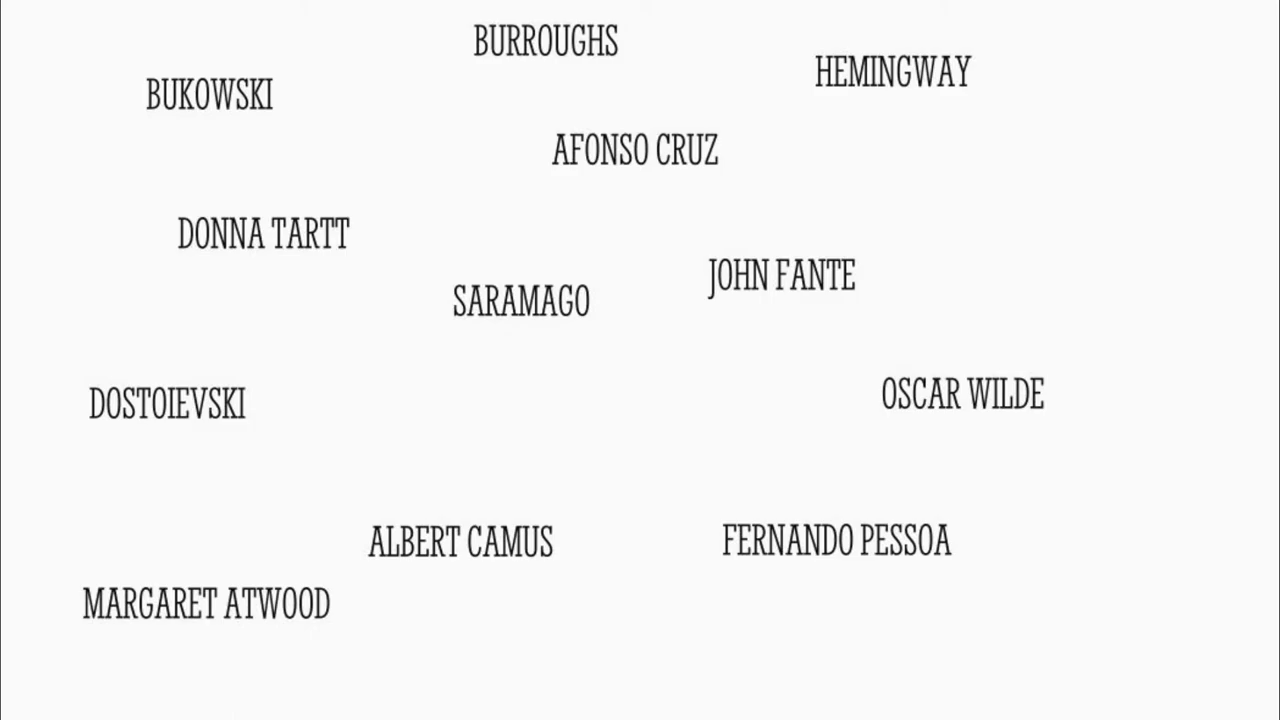 BURROUGHS
HEMINGWAY
BUKOWSKI
AFONSO CRUZ
DONNA TARTT
JOHN FANTE
SARAMAGO
OSCAR WILDE
DOSTOIEVSKI
FERNANDO PESSOA
ALBERT CAMUS
MARGARET ATWOOD